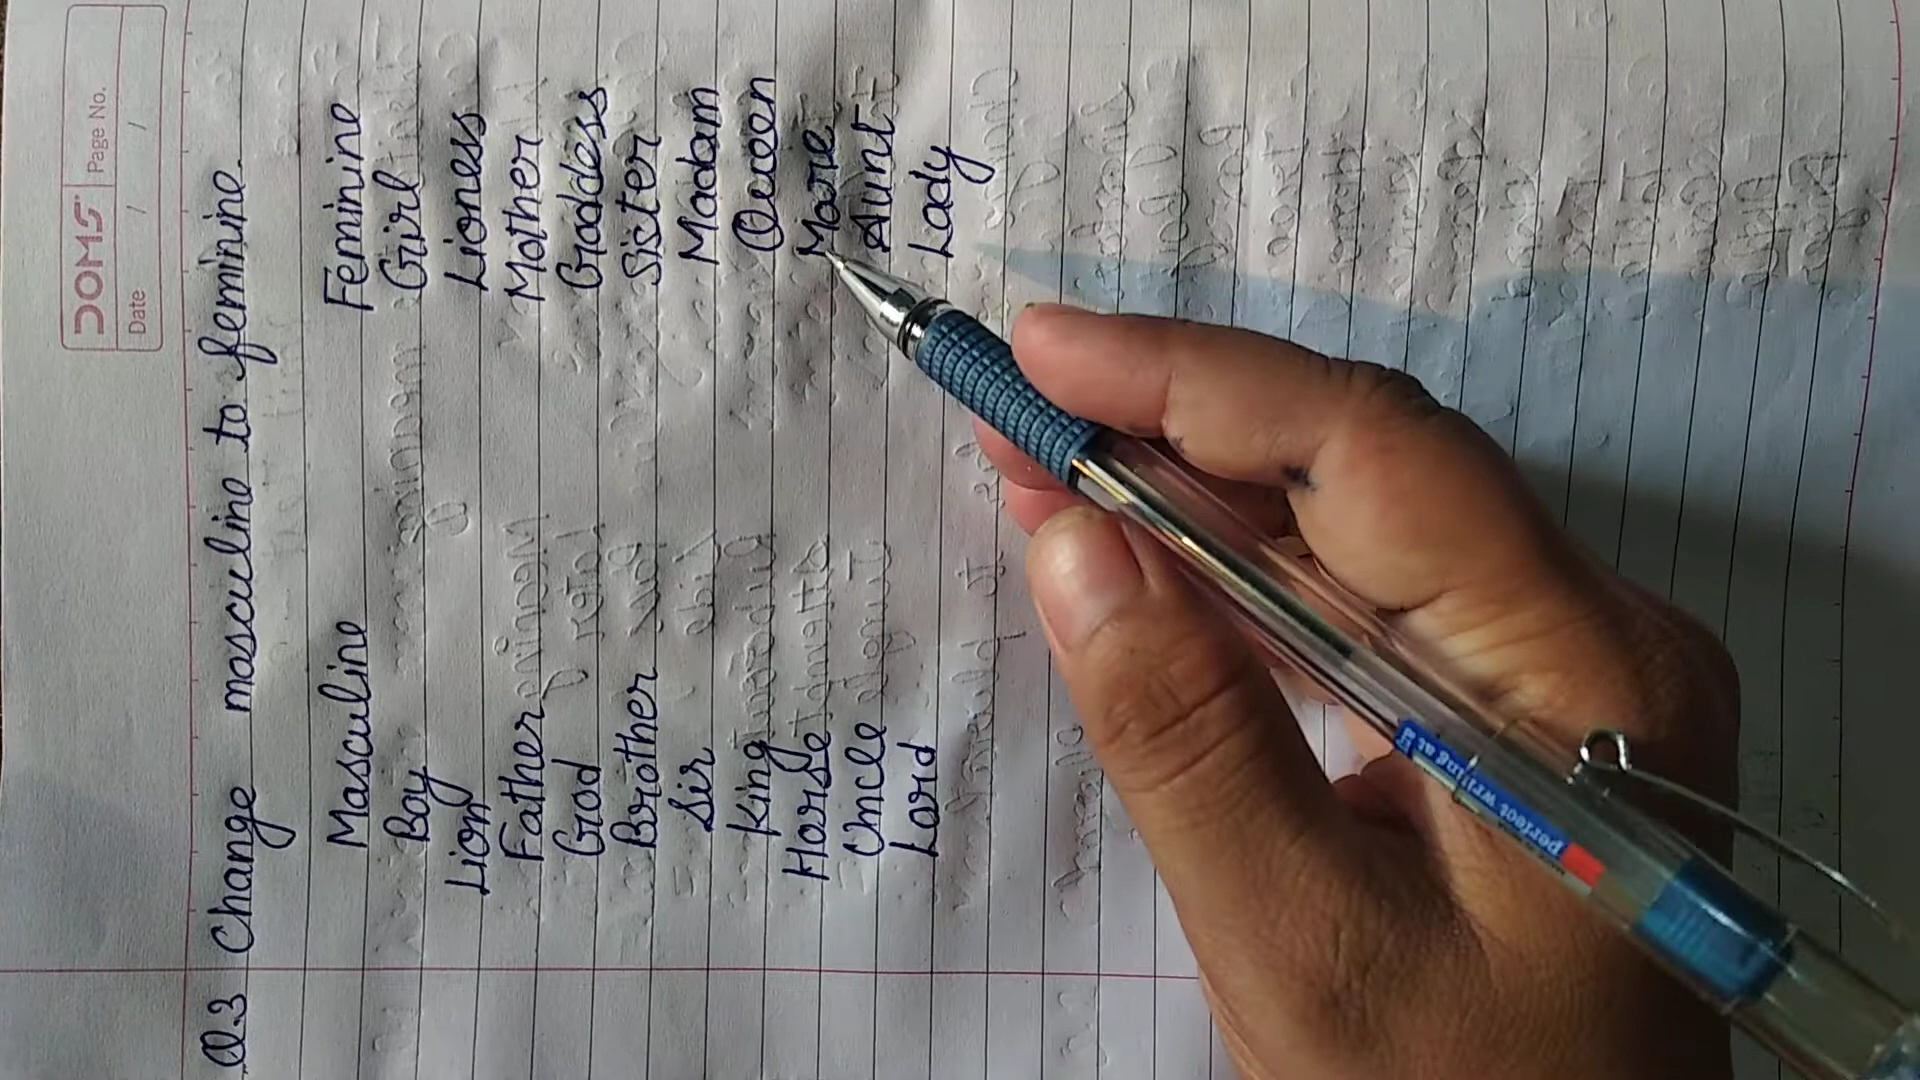 DOMS Page No.
Date / /
Q.3 Change masculine to feminine.
Masculine Feminine
Boy Girl
Lion Lioness
Father Mother
God Goddess
Brother Sister
Sir Madam
King Queen
Horse Mare
Uncle Aunt
Lord Lady
perfect writing at